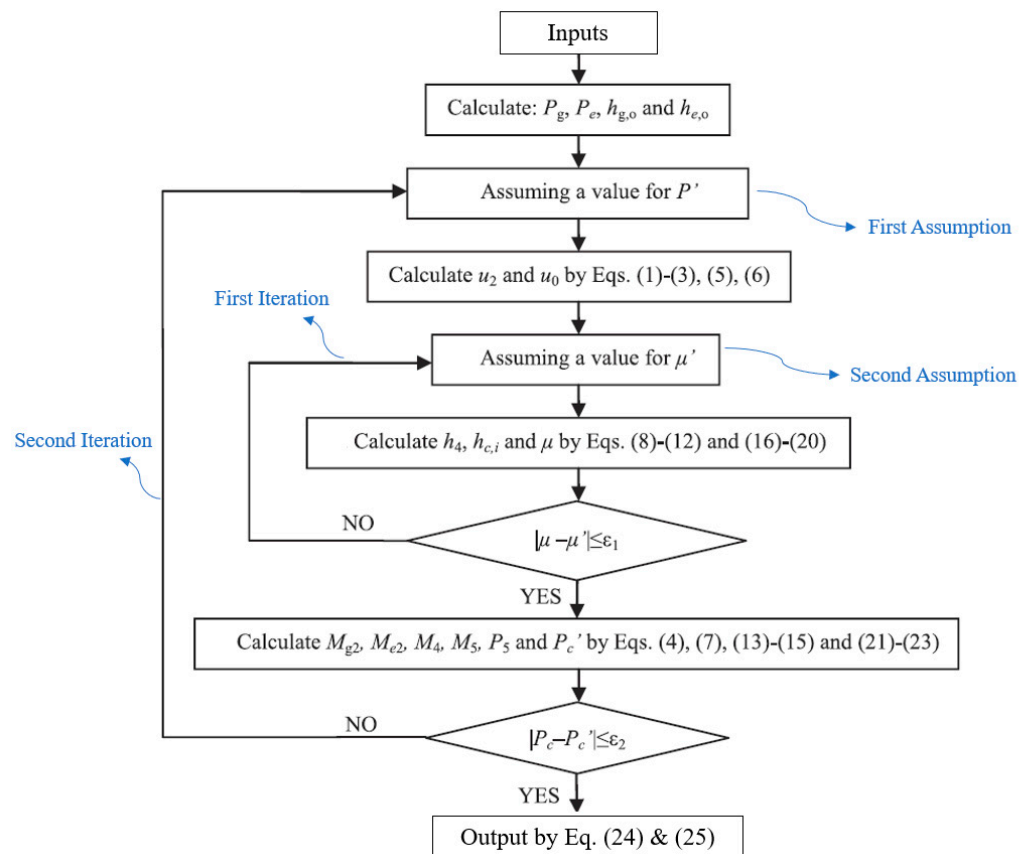 Inputs
Calculate: Pg, Pe, hg,o and he,o
Assuming a value for P’
First Assumption
Calculate u2 and u0 by Eqs. (1)-(3), (5), (6)
First Iteration
Assuming a value for μ’
Second Assumption
Second Iteration
Calculate h4, hc,i and μ by Eqs. (8)-(12) and (16)-(20)
NO
|μ–μ’|≤ε1
YES
Calculate Mg2, Me2, M4, M5, P5 and Pc’ by Eqs. (4), (7), (13)-(15) and (21)-(23)
NO
|Pc–Pc’|≤ε2
YES
Output by Eq. (24) & (25)